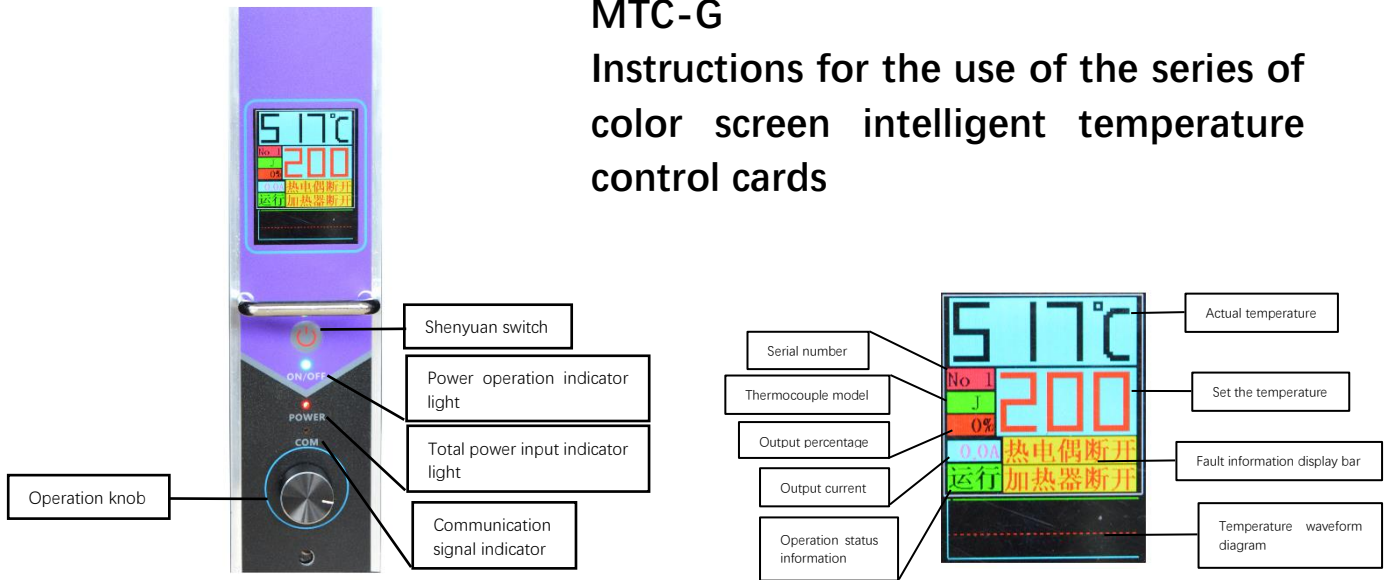 MTC-G
Instructions for the use of the series of
color screen intelligent temperature
control cards
517℃
No 1
J
200
0%
0.0A 热电偶断开
运行 加热器断开
ON/OFF
POWER
COM
Shenyuan switch
Power operation indicator
light
Total power input indicator
light
Operation knob
Communication
signal indicator
517℃
No 1
J
200
0%
0.0A 热电偶断开
运行 加热器断开
Serial number
Thermocouple model
Output percentage
Output current
Operation status
information
Actual temperature
Set the temperature
Fault information display bar
Temperature waveform
diagram